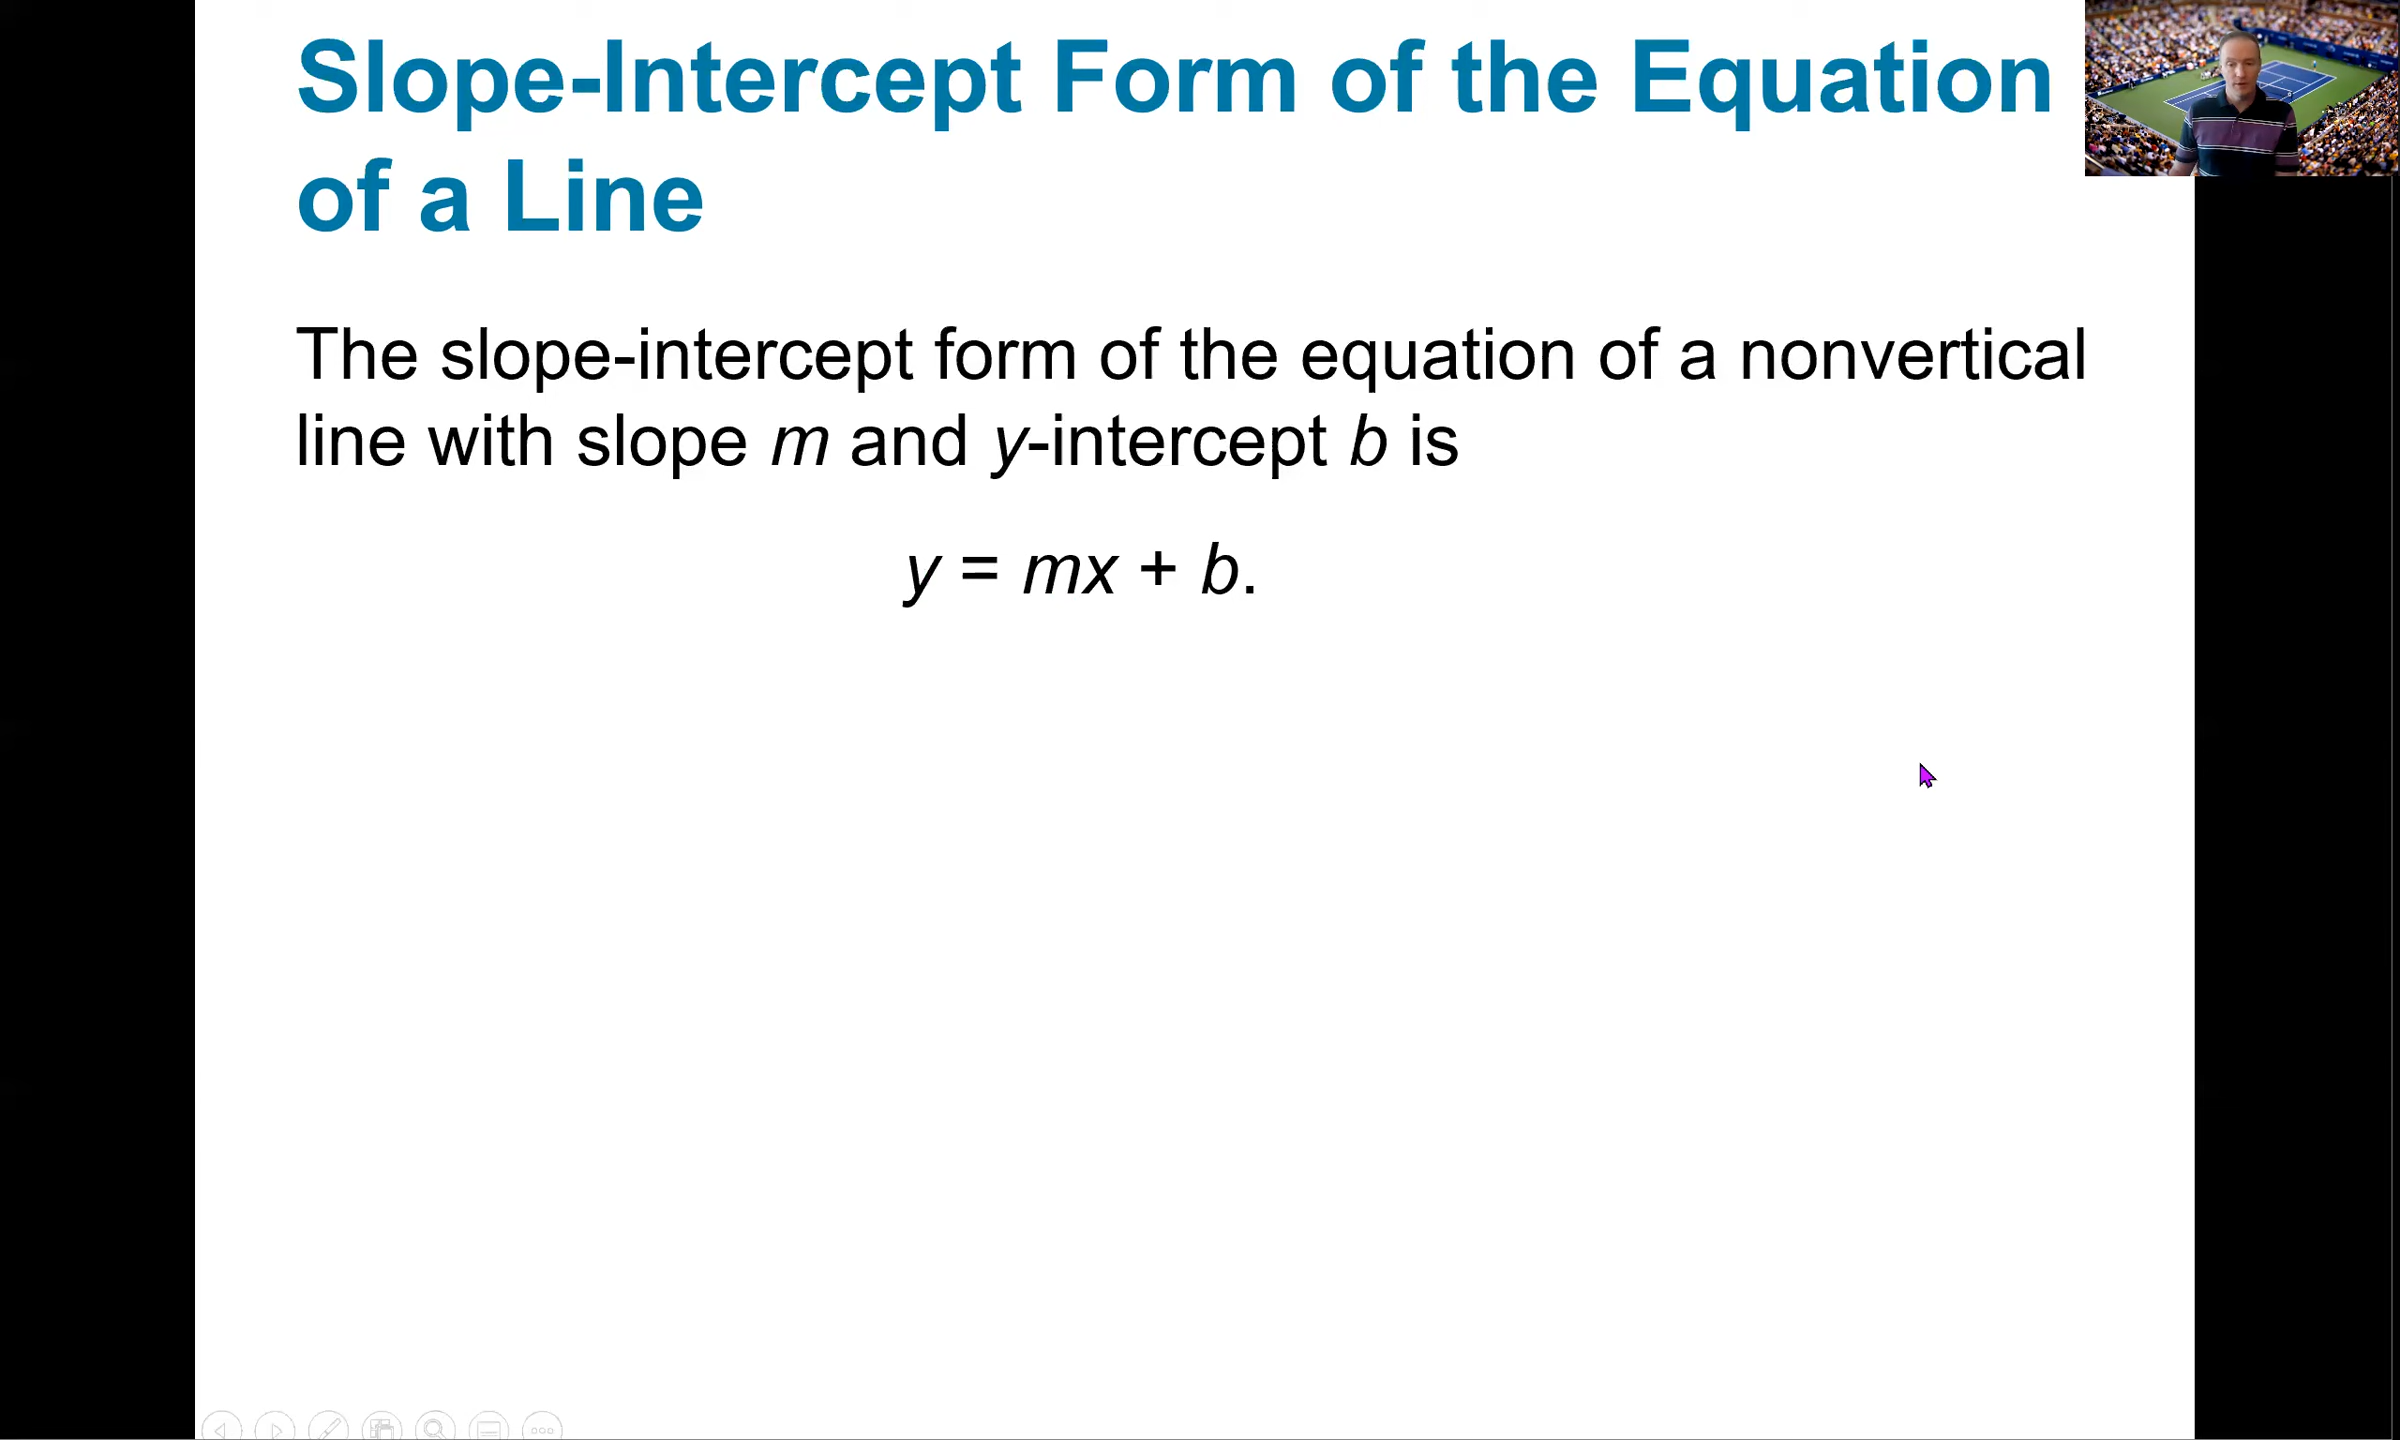 Slope-Intercept Form of the Equation
of a Line
The slope-intercept form of the equation of a nonvertical
line with slope m and y-intercept b is
y = mx + b.